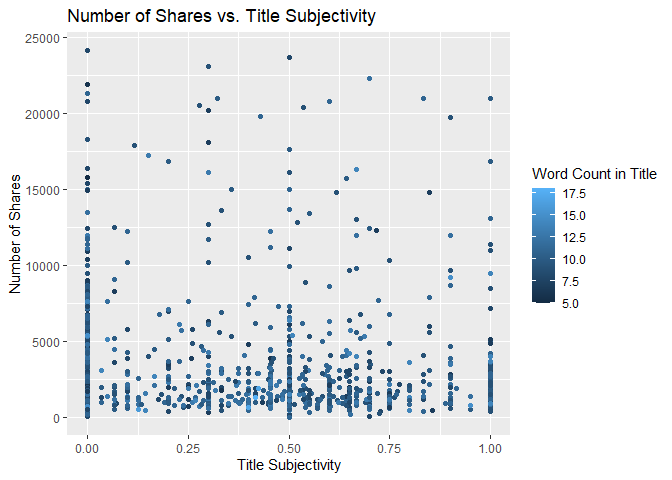 Number of Shares vs. Title Subjectivity
25000
20000
15000
10000
5000
0
Number of Shares
0.00 0.25 0.50 0.75 1.00
Title Subjectivity
Word Count in Title
17.5
15.0
12.5
10.0
7.5
5.0